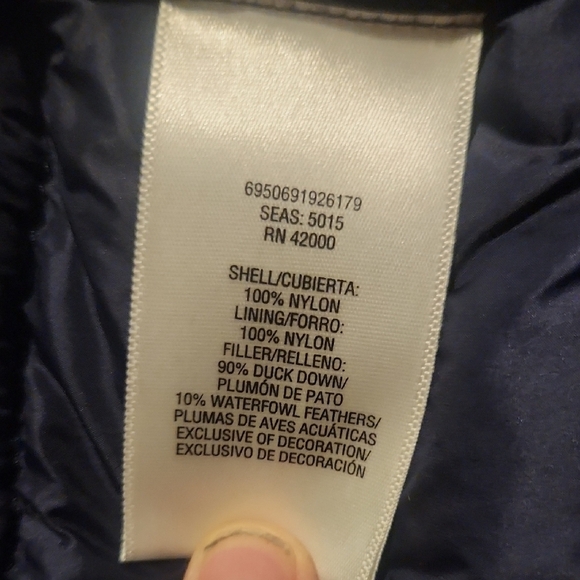 6950691926179
SEAS: 5015
RN 42000
SHELL/CUBIERTA:
100% NYLON
LINING/FORRO:
100% NYLON
FILLER/RELLENO:
90% DUCK DOWN/
PLUMÓN DE PATO
10% WATERFOWL FEATHERS/
PLUMAS DE AVES ACUÁTICAS
EXCLUSIVE OF DECORATION/
EXCLUSIVO DE DECORACIÓN